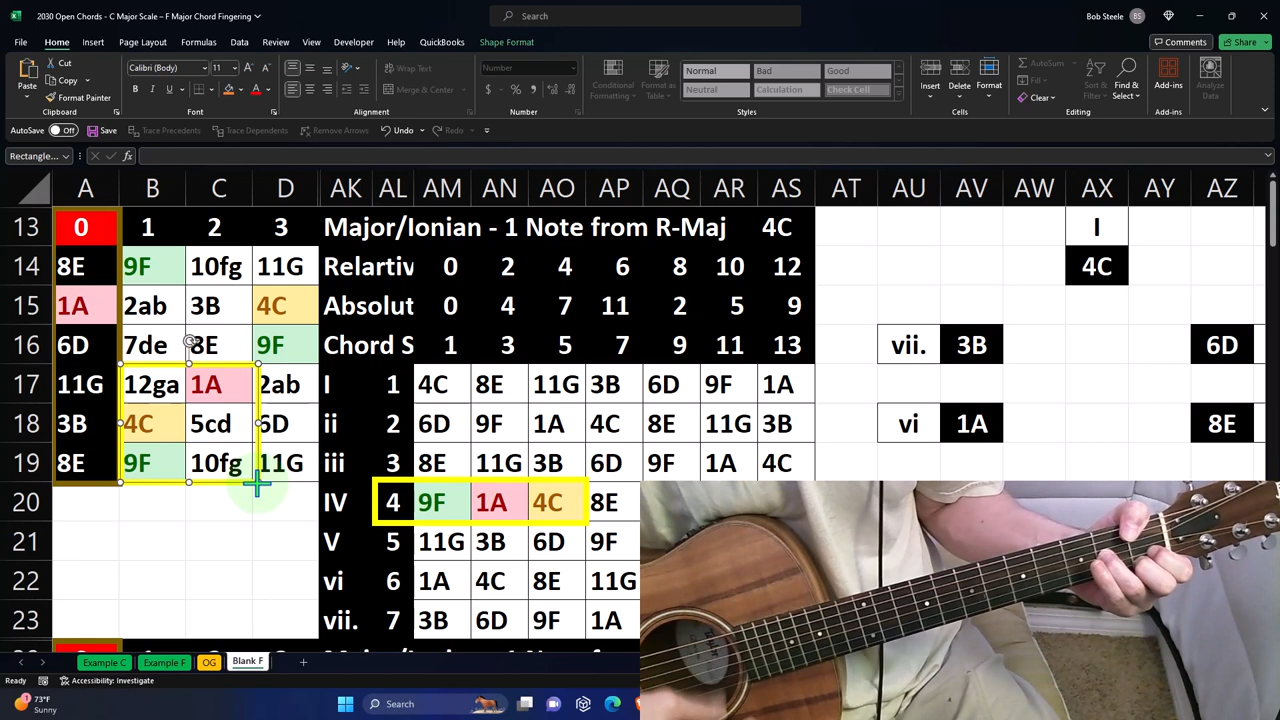 2030 Open Chords - C Major Scale – F Major Chord Fingering
Search
Bob Steele BS
File Home Insert Page Layout Formulas Data Review View Developer Automate Help QuickBooks Shape Format
Comments Share
Paste Cut Copy Format Painter
Calibri (Body) 11
Wrap Text Merge & Center
Number
Conditional Formatting Format as Table
Normal Bad Good
Neutral Calculation Check Cell
Insert Delete Format
AutoSum Fill Clear
Sort & Filter Find & Select
Add-ins Analyze Data
Clipboard Font Alignment Number Styles Cells Editing Add-ins
AutoSave Off Save Trace Precedents Trace Dependents Remove Arrows Undo Redo
Rectangle... fx
A B C D AK AL AM AN AO AP AQ AR AS AT AU AV AW AX AY AZ
13 0 1 2 3 Major/Ionian - 1 Note from R-Maj 4C I
14 8E 9F 10fg 11G Relartiv 0 2 4 6 8 10 12 4C
15 1A 2ab 3B 4C Absolut 0 4 7 11 2 5 9
16 6D 7de 8E 9F Chord S 1 3 5 7 9 11 13 vii. 3B 6D
17 11G 12ga 1A 2ab I 1 4C 8E 11G 3B 6D 9F 1A
18 3B 4C 5cd 6D ii 2 6D 9F 1A 4C 8E 11G 3B vi 1A 8E
19 8E 9F 10fg 11G iii 3 8E 11G 3B 6D 9F 1A 4C
20 IV 4 9F 1A 4C 8E
21 V 5 11G 3B 6D 9F
22 vi 6 1A 4C 8E 11G
23 vii. 7 3B 6D 9F 1A
Example C Example F OG Blank F
Ready Accessibility: Investigate
1 73°F
Sunny
Search